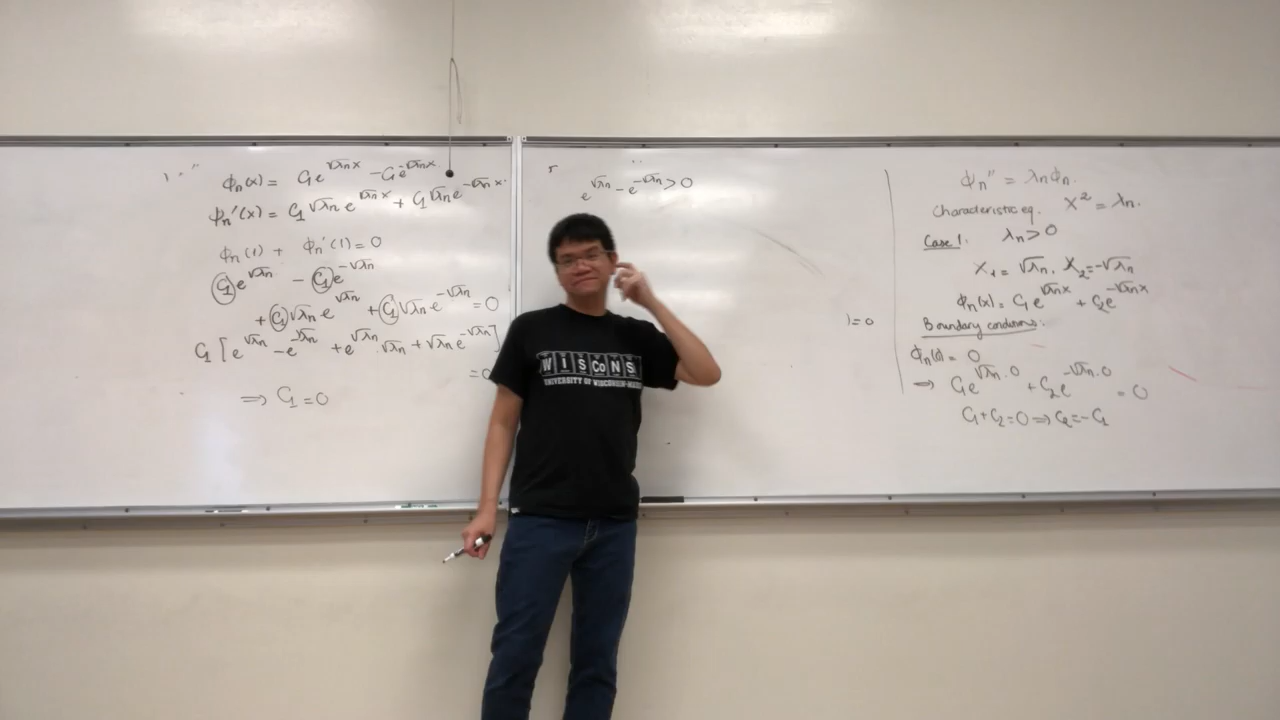 ϕₙ(x) = C₁e^{√λₙ x} − C₁e^{-√λₙ x}
ϕₙ'(x) = C₁√λₙ e^{√λₙ x} + C₁√λₙ e^{-√λₙ x}
ϕₙ(1) + ϕₙ'(1) = 0
C₁e^{√λₙ} − C₁e^{-√λₙ}
+ C₁√λₙ e^{√λₙ} + C₁√λₙ e^{-√λₙ} = 0
C₁ [e^{√λₙ} − e^{-√λₙ} + e^{√λₙ}.√λₙ + √λₙ e^{-√λₙ}]
= 0
⇒ C₁ = 0
e^{√λₙ} − e^{-√λₙ} > 0
WISCoNS
UNIVERSITY OF WISCONSIN-
) = 0
ϕₙ'' = λₙϕₙ.
Characteristic eq. X² = λₙ.
Case 1. λₙ > 0
X₁ = √λₙ, X₂ = −√λₙ
ϕₙ(x) = C₁e^{√λₙ x} + C₂e^{-√λₙ x}
Boundary conditions:
ϕₙ(0) = 0
⇒ C₁e^{√λₙ.0} + C₂e^{-√λₙ.0} = 0
C₁ + C₂ = 0 ⇒ C₂ = −C₁